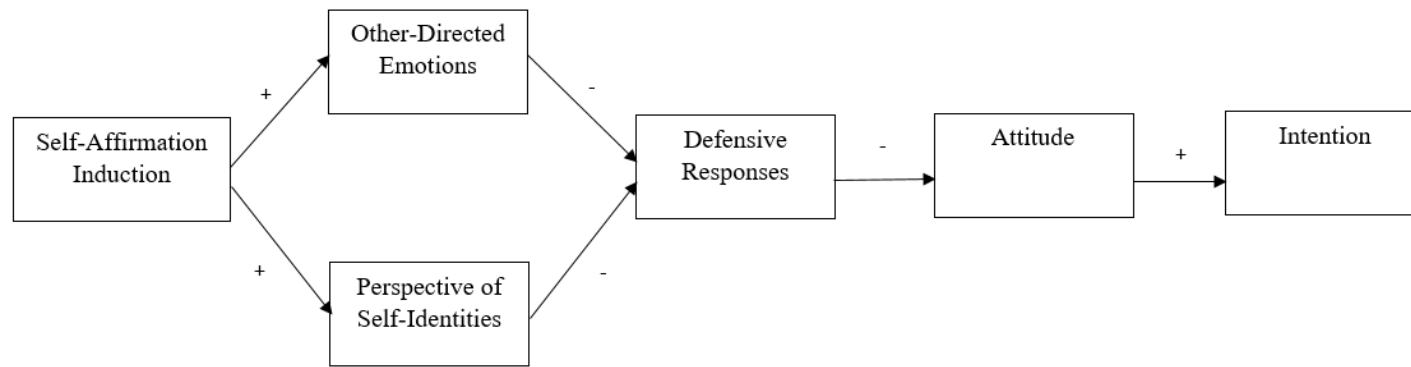 Other-Directed
Emotions
+
-
Self-Affirmation
Induction
Defensive
Responses
-
Attitude
+
Intention
+
-
Perspective of
Self-Identities